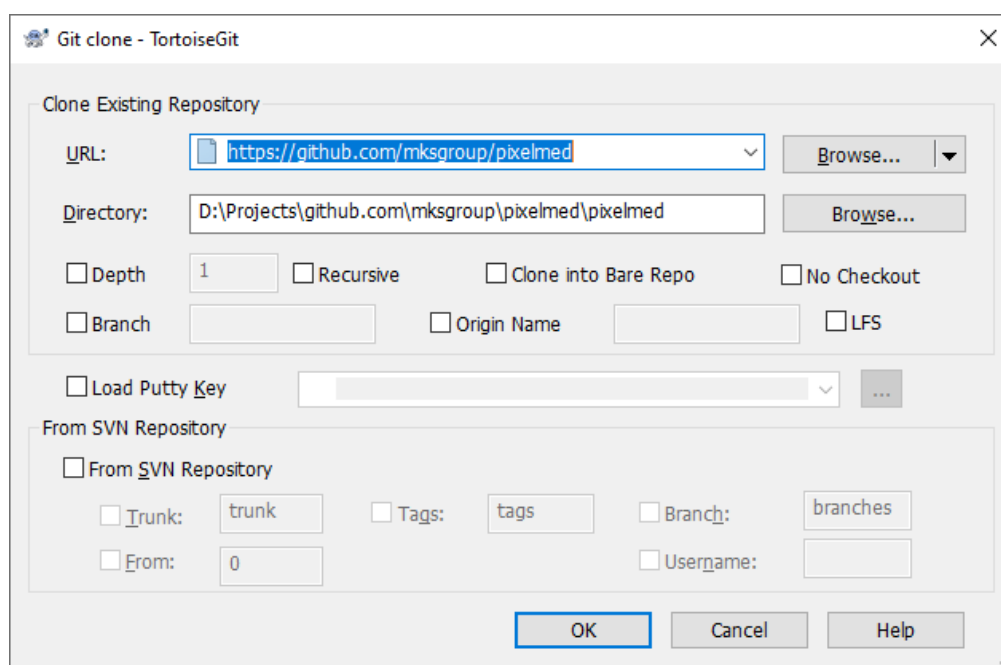 Git clone - TortoiseGit
Clone Existing Repository
URL: https://github.com/mksgroup/pixelmed Browse...
Directory: D:\Projects\github.com\mksgroup\pixelmed\pixelmed Browse...
Depth 1 Recursive Clone into Bare Repo No Checkout
Branch Origin Name LFS
Load Putty Key ...
From SVN Repository
From SVN Repository
Trunk: trunk Tags: tags Branch: branches
From: 0 Username:
OK Cancel Help